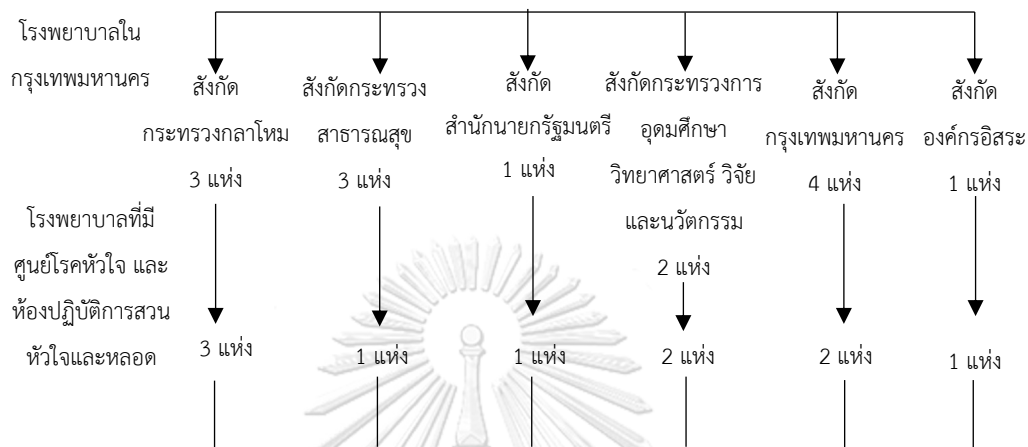 โรงพยาบาลใน
กรุงเทพมหานคร
สังกัด
กระทรวงกลาโหม
3 แห่ง
สังกัดกระทรวง
สาธารณสุข
3 แห่ง
สังกัด
สำนักนายกรัฐมนตรี
1 แห่ง
สังกัดกระทรวงการ
อุดมศึกษา
วิทยาศาสตร์ วิจัย
และนวัตกรรม
2 แห่ง
สังกัด
กรุงเทพมหานคร
4 แห่ง
สังกัด
องค์กรอิสระ
1 แห่ง
โรงพยาบาลที่มี
ศูนย์โรคหัวใจ และ
ห้องปฏิบัติการสวน
หัวใจและหลอด
3 แห่ง
1 แห่ง
1 แห่ง
2 แห่ง
2 แห่ง
1 แห่ง